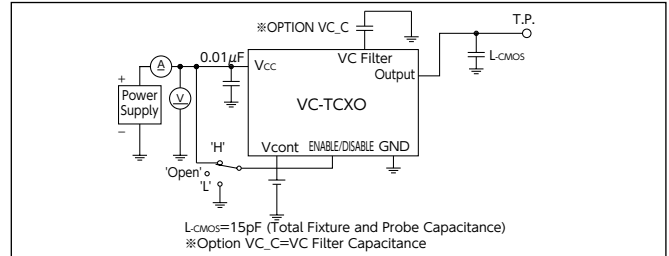 ※OPTION VC_C
T.P.
A
0.01μF
VCC
VC Filter
L-CMOS
Output
+
Power
Supply
−
V
VC-TCXO
'H'
Vcont
ENABLE/DISABLE
GND
'Open'
'L'
L-CMOS=15pF (Total Fixture and Probe Capacitance)
※Option VC_C=VC Filter Capacitance